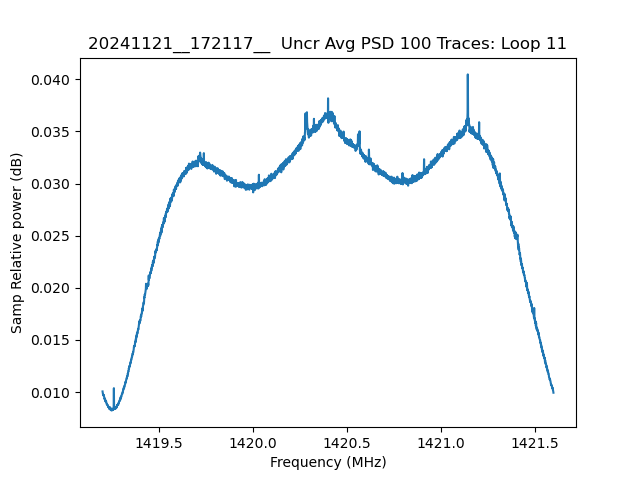 20241121__172117__  Uncr Avg PSD 100 Traces: Loop 11
0.040
0.035
0.030
0.025
0.020
0.015
0.010
Samp Relative power (dB)
1419.5 1420.0 1420.5 1421.0 1421.5
Frequency (MHz)